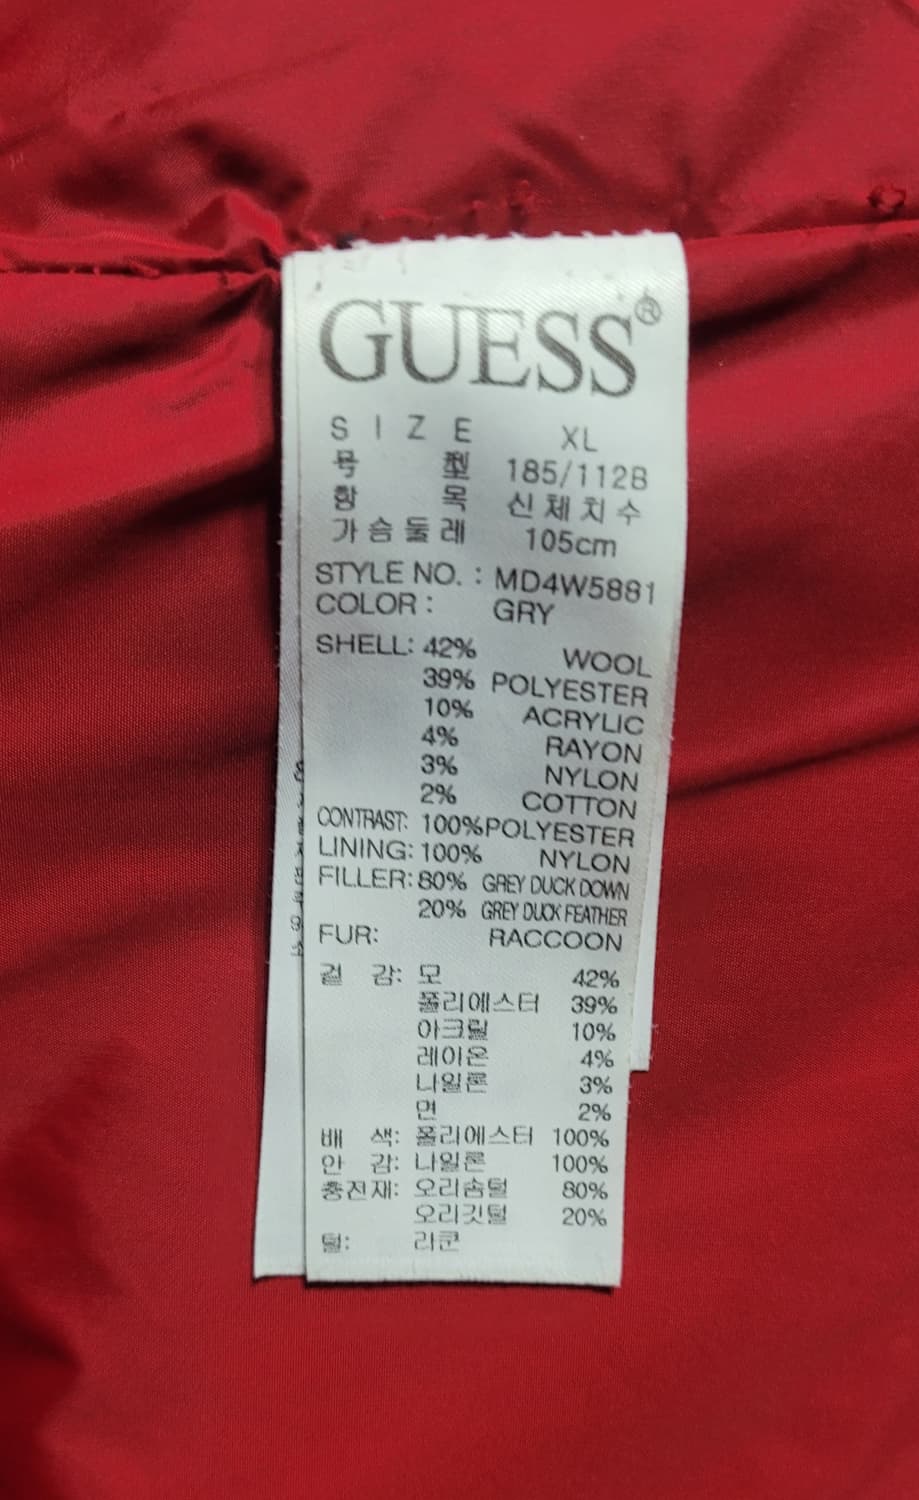 GUESS®
SIZE XL
号型 185/112B
항목 신체치수
가슴둘레 105cm
STYLE NO. : MD4W5881
COLOR : GRY
SHELL: 42% WOOL
39% POLYESTER
10% ACRYLIC
4% RAYON
3% NYLON
2% COTTON
CONTRAST: 100% POLYESTER
LINING: 100% NYLON
FILLER: 80% GREY DUCK DOWN
20% GREY DUCK FEATHER
FUR: RACCOON
겉감: 모 42%
폴리에스터 39%
아크릴 10%
레이온 4%
나일론 3%
면 2%
배색: 폴리에스터 100%
안감: 나일론 100%
충전재: 오리솜털 80%
오리깃털 20%
털: 라쿤